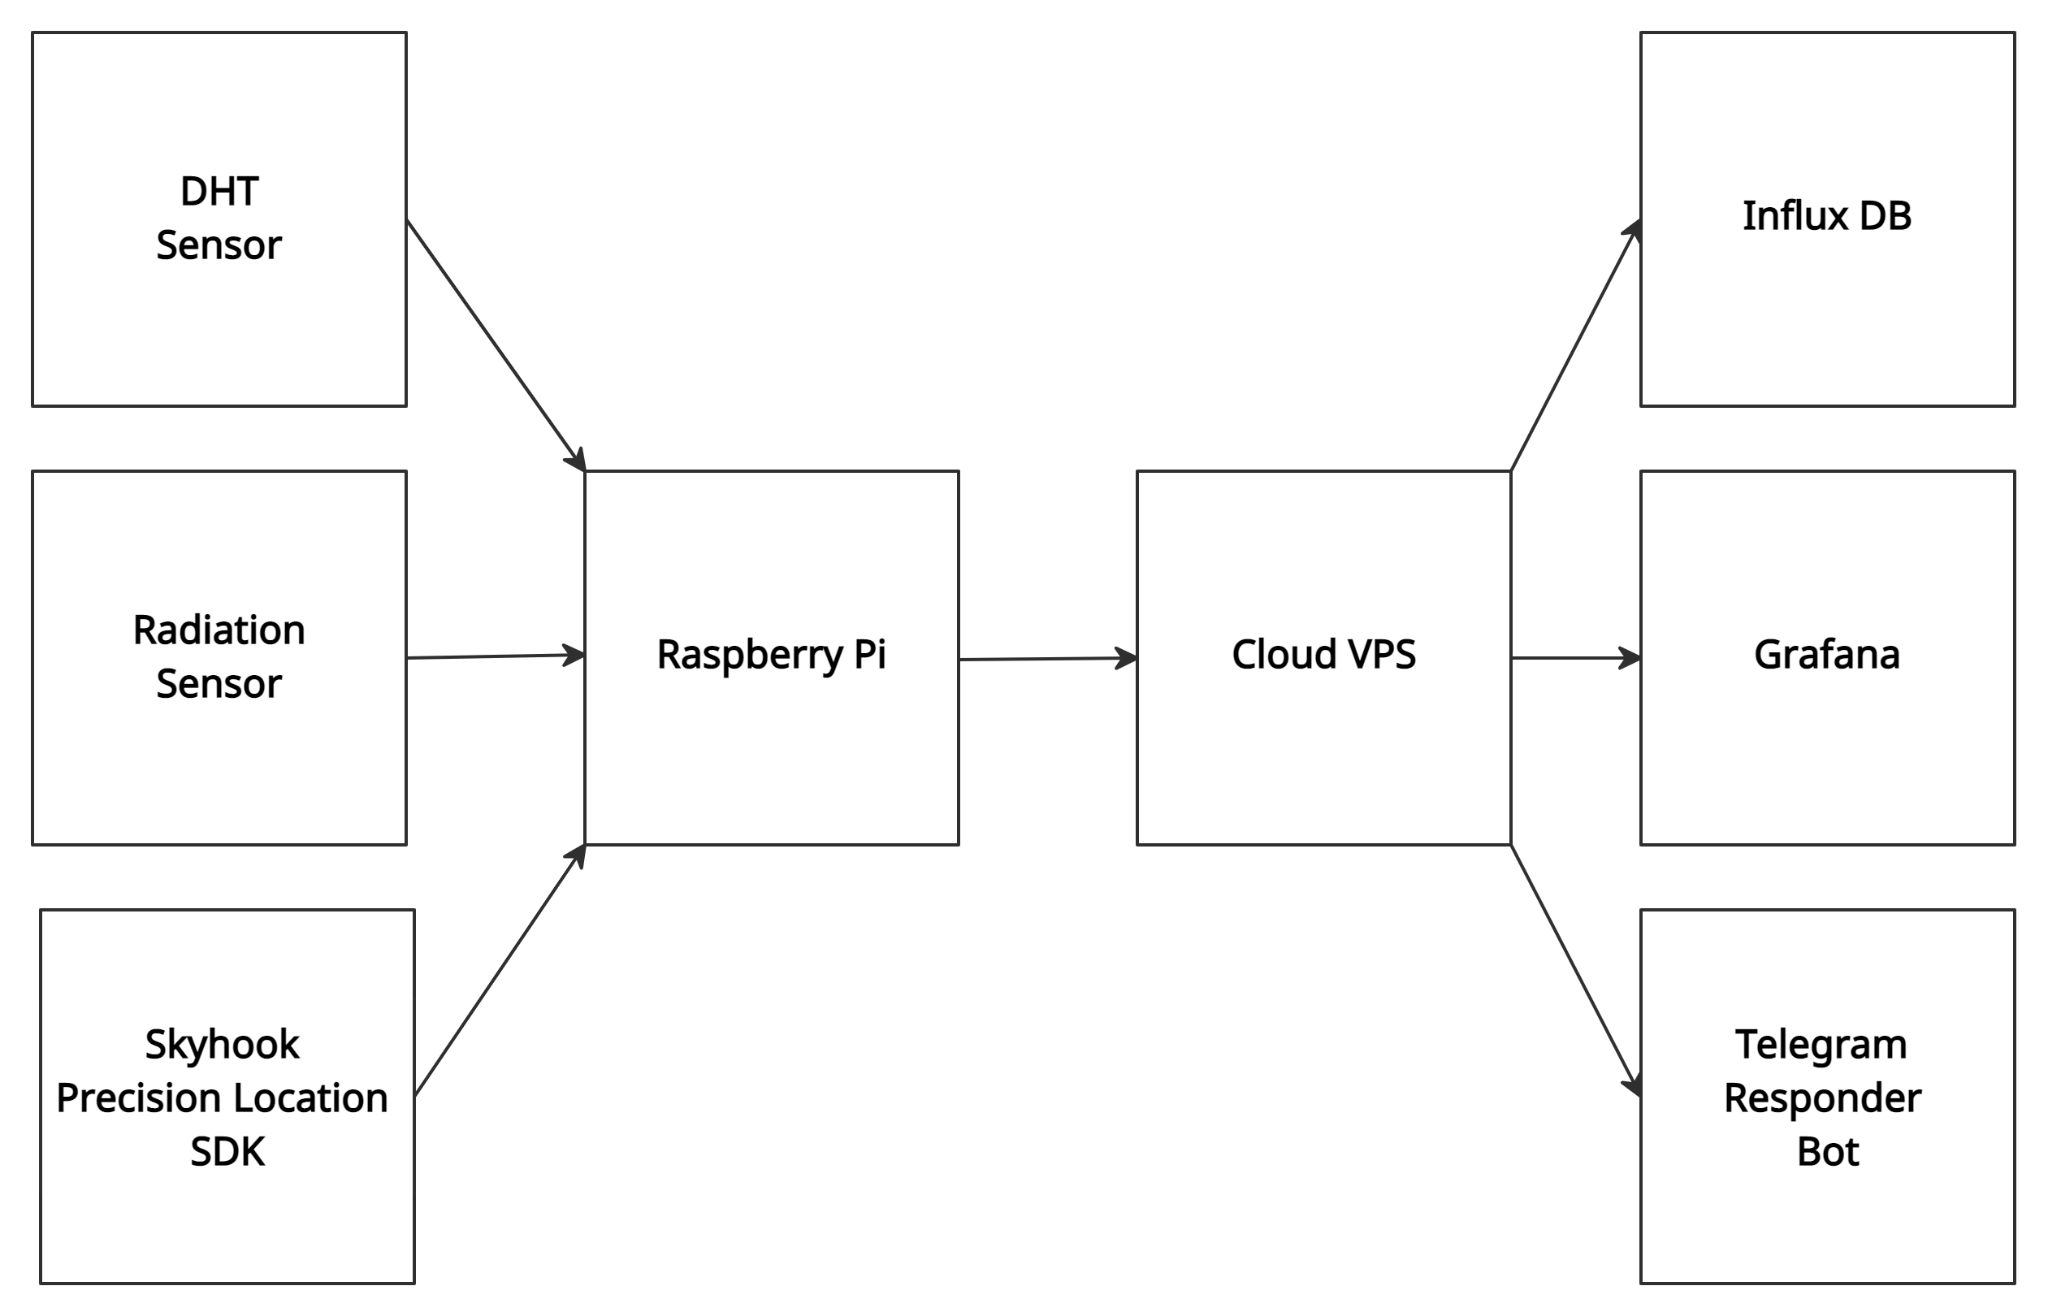 DHT
Sensor
Radiation
Sensor
Skyhook
Precision Location
SDK
Raspberry Pi
Cloud VPS
Influx DB
Grafana
Telegram
Responder
Bot